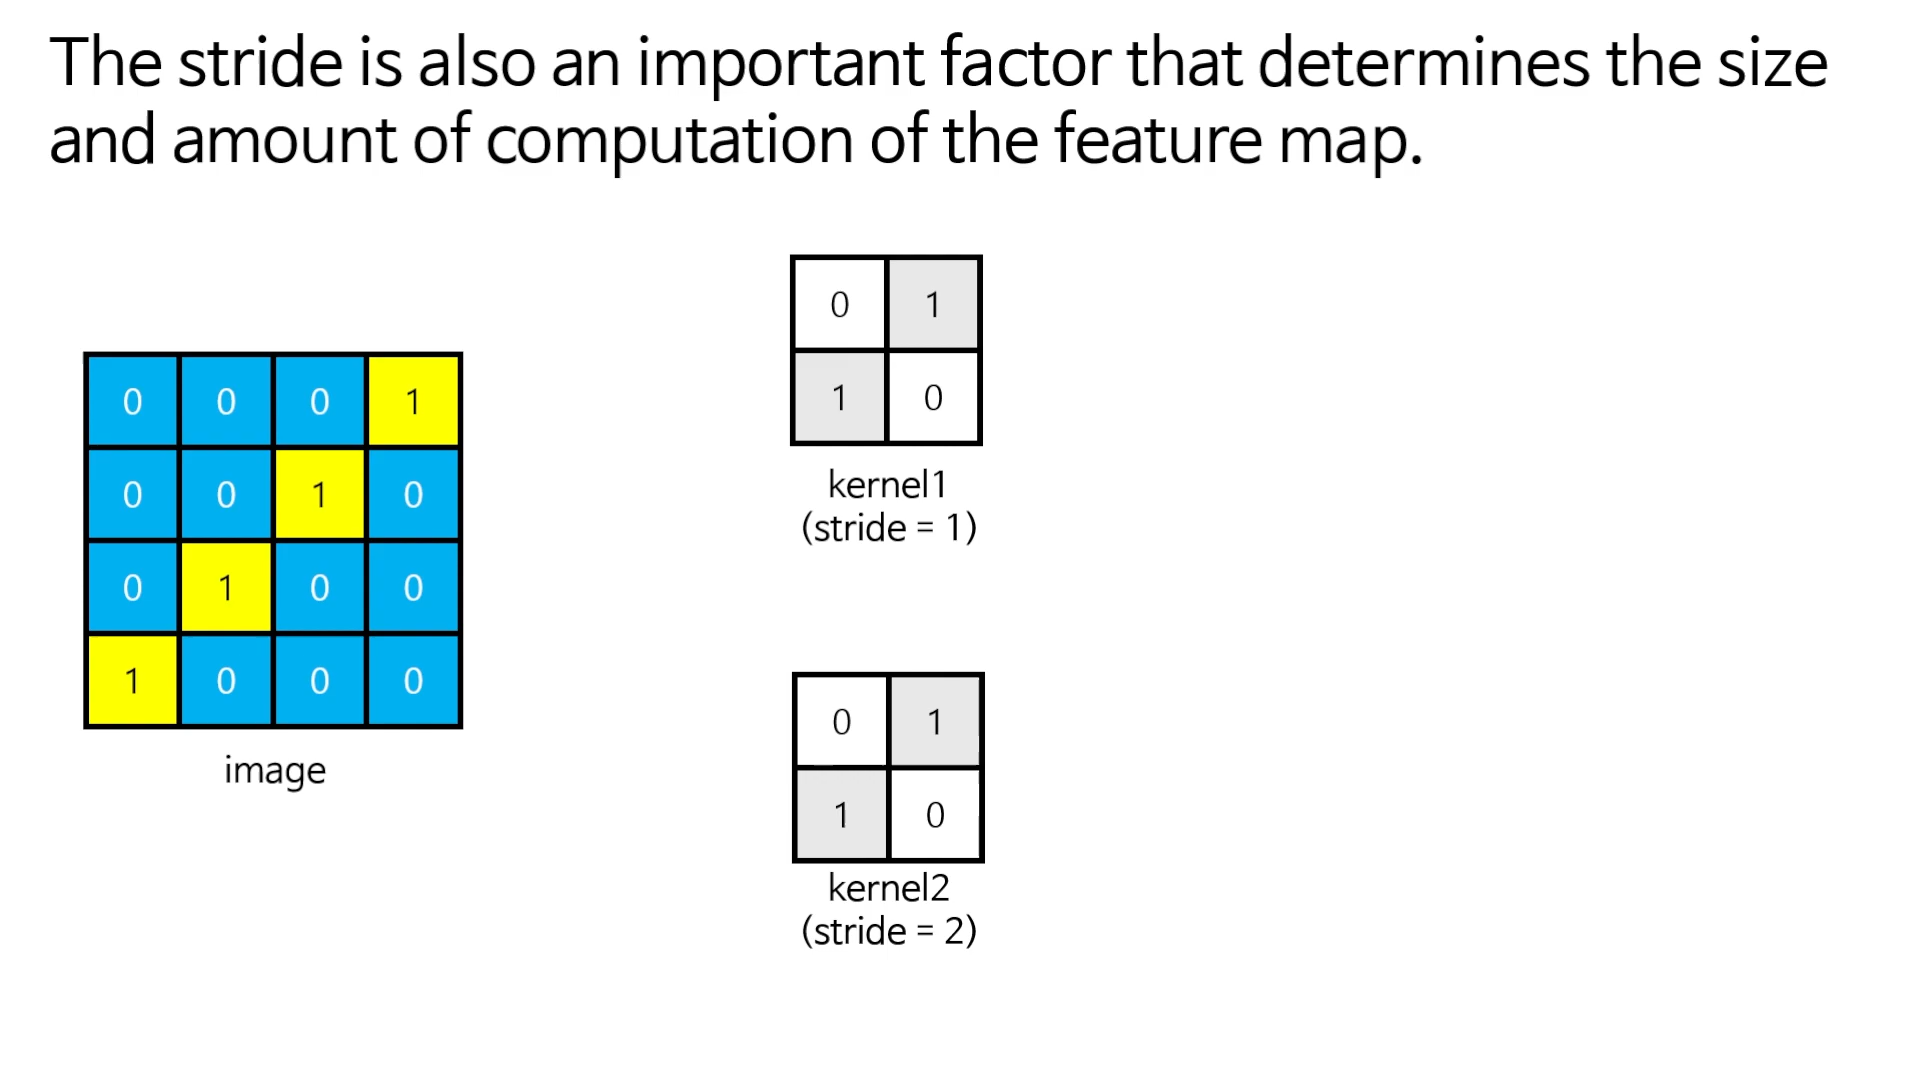 The stride is also an important factor that determines the size
and amount of computation of the feature map.
0 0 0 1
0 0 1 0
0 1 0 0
1 0 0 0
image
0 1
1 0
kernel1
(stride = 1)
0 1
1 0
kernel2
(stride = 2)